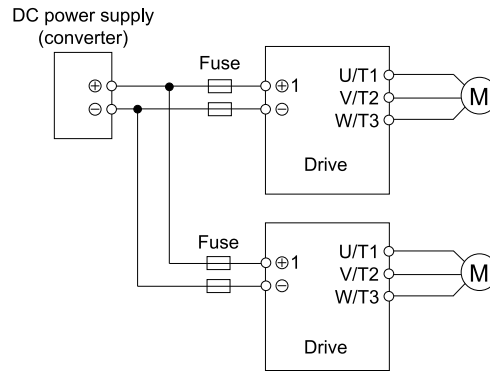 DC power supply
(converter)
⊕
⊖
Fuse
⊕1
⊖
U/T1
V/T2
W/T3
Drive
M
Fuse
⊕1
⊖
U/T1
V/T2
W/T3
Drive
M